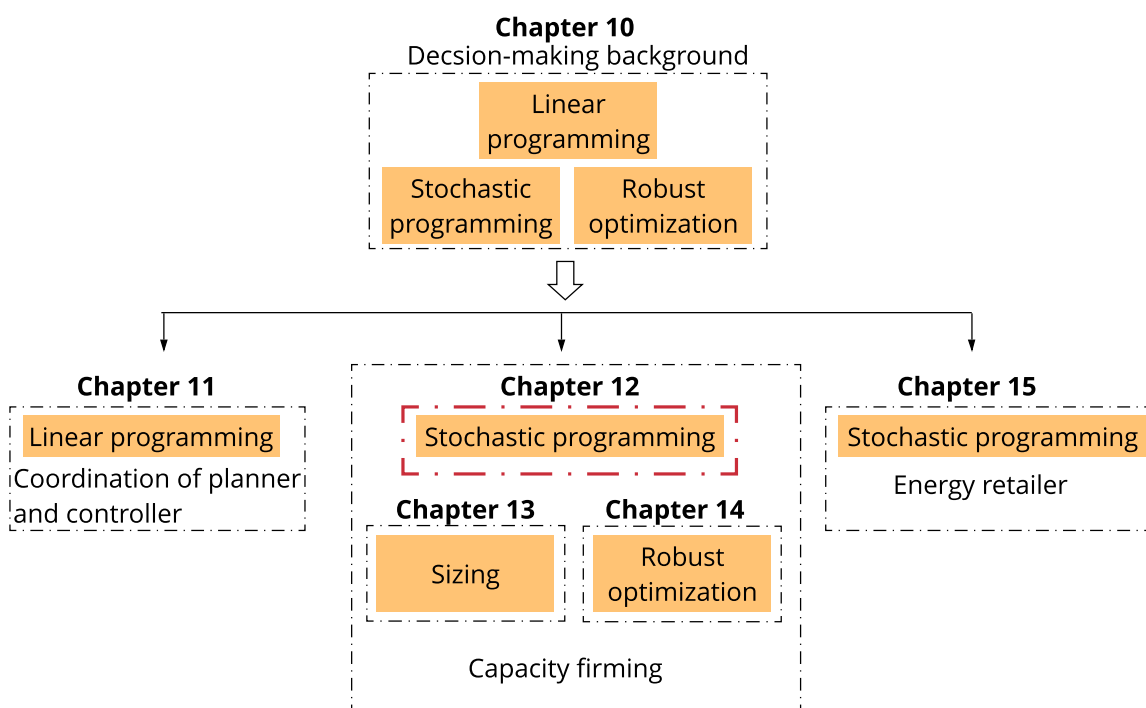 Chapter 10
Decsion-making background
Linear
programming
Stochastic
programming
Robust
optimization
Chapter 11
Linear programming
Coordination of planner
and controller
Chapter 12
Stochastic programming
Chapter 13
Sizing
Chapter 14
Robust
optimization
Capacity firming
Chapter 15
Stochastic programming
Energy retailer